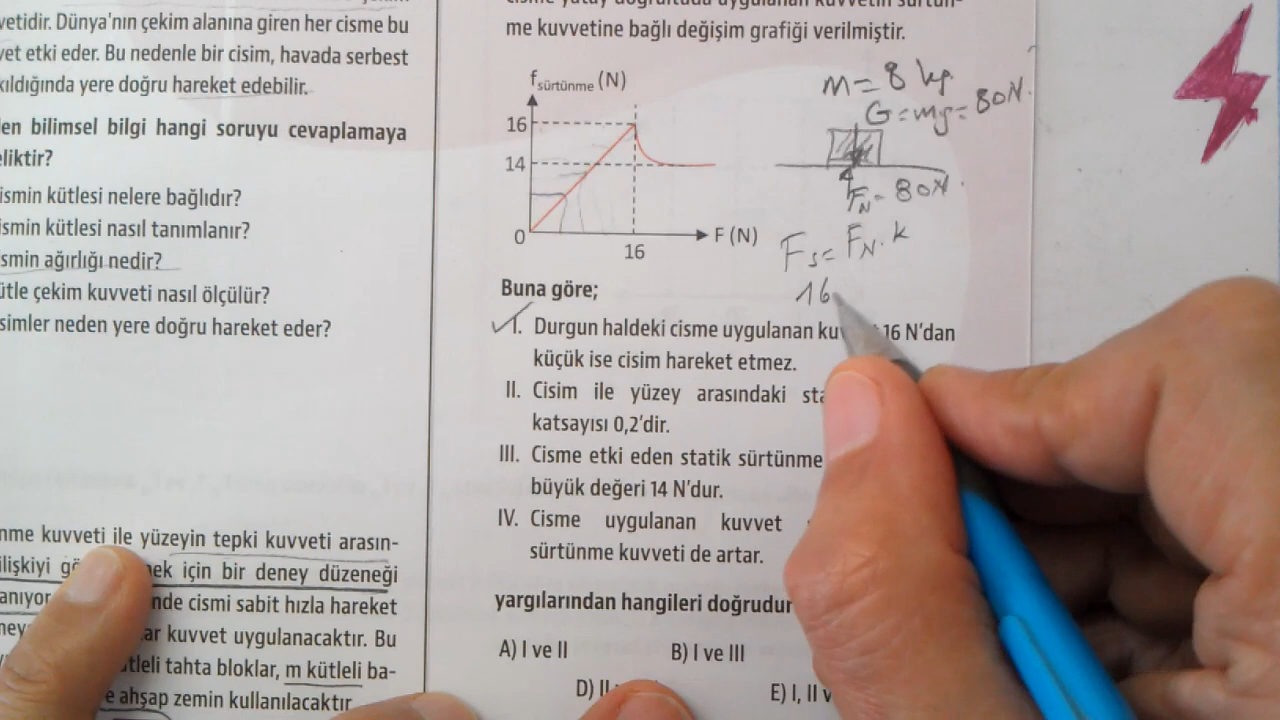 vetidir. Dünya'nın çekim alanına giren her cisme bu
vet etki eder. Bu nedenle bir cisim, havada serbest
kıldığında yere doğru hareket edebilir.
den bilimsel bilgi hangi soruyu cevaplamaya
eliktir?
ismin kütlesi nelere bağlıdır?
ismin kütlesi nasıl tanımlanır?
smin ağırlığı nedir?
ütle çekim kuvveti nasıl ölçülür?
simler neden yere doğru hareket eder?
nme kuvveti ile yüzeyin tepki kuvveti arasın-
ilişkiyi gö mek için bir deney düzeneği
anıyor nde cismi sabit hızla hareket
ar kuvvet uygulanacaktır. Bu
tleli tahta bloklar, m kütleli ba-
e ahşap zemin kullanılacaktır
me kuvvetine bağlı değişim grafiği verilmiştir.
fsürtünme (N)
16
14
0
16
F (N)
m = 8 kg
G = mg = 80N
FN = 80N
Fs = FN . k
16
Buna göre;
I. Durgun haldeki cisme uygulanan kuv 16 N'dan
küçük ise cisim hareket etmez.
II. Cisim ile yüzey arasındaki sta
katsayısı 0,2'dir.
III. Cisme etki eden statik sürtünme
büyük değeri 14 N'dur.
IV. Cisme uygulanan kuvvet
sürtünme kuvveti de artar.
yargılarından hangileri doğrudur
A) I ve II B) I ve III
D) II E) I, II v